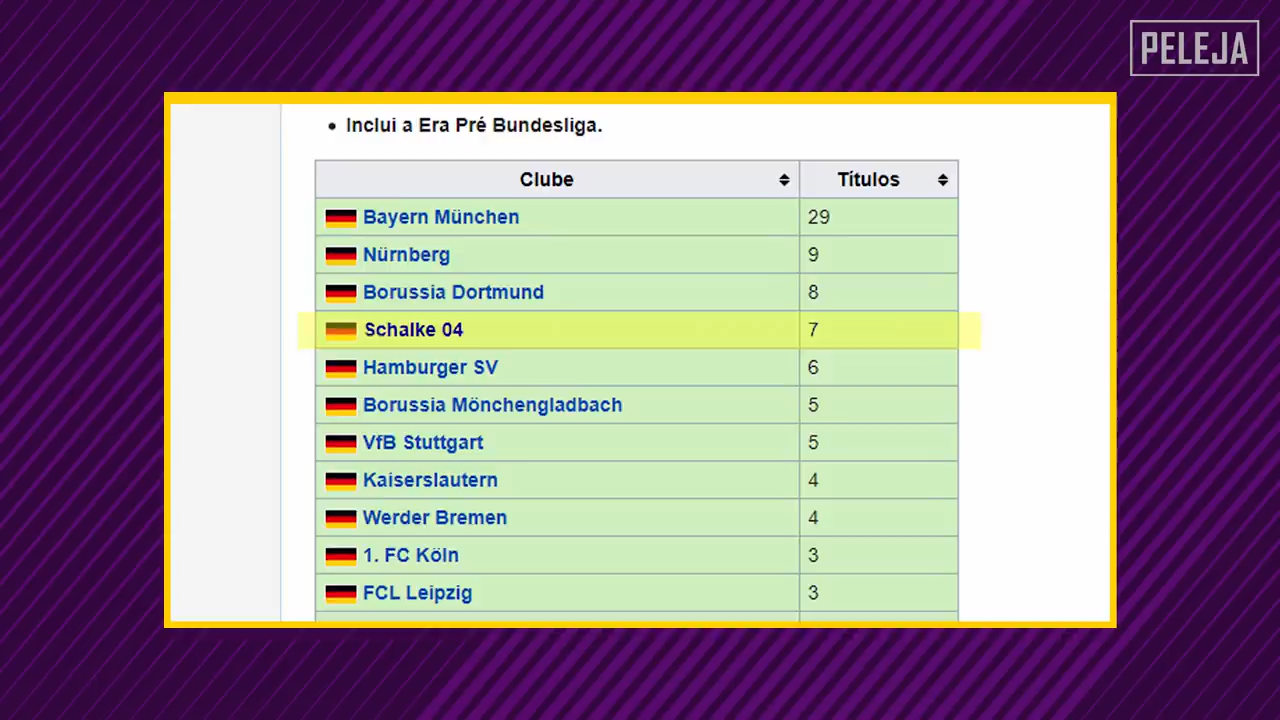 PELEJA
• Inclui a Era Pré Bundesliga.
Clube Títulos
Bayern München 29
Nürnberg 9
Borussia Dortmund 8
Schalke 04 7
Hamburger SV 6
Borussia Mönchengladbach 5
VfB Stuttgart 5
Kaiserslautern 4
Werder Bremen 4
1. FC Köln 3
FCL Leipzig 3